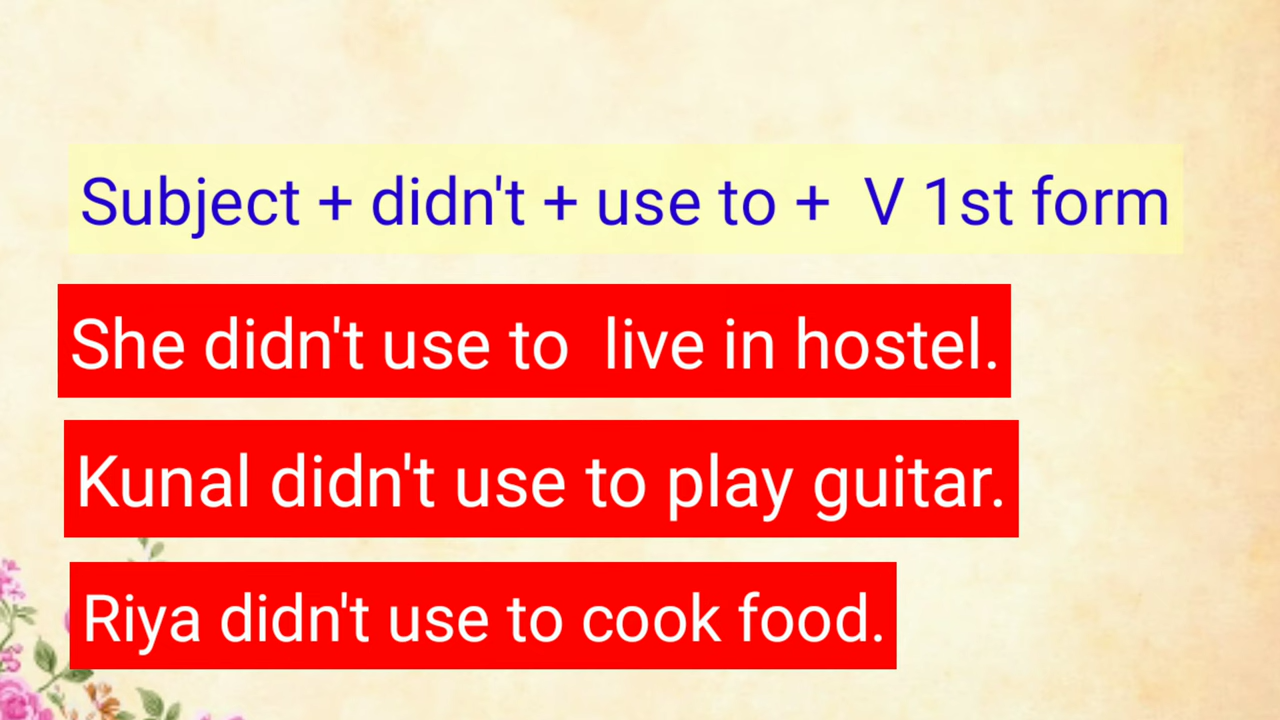 Subject + didn't + use to + V 1st form
She didn't use to live in hostel.
Kunal didn't use to play guitar.
Riya didn't use to cook food.